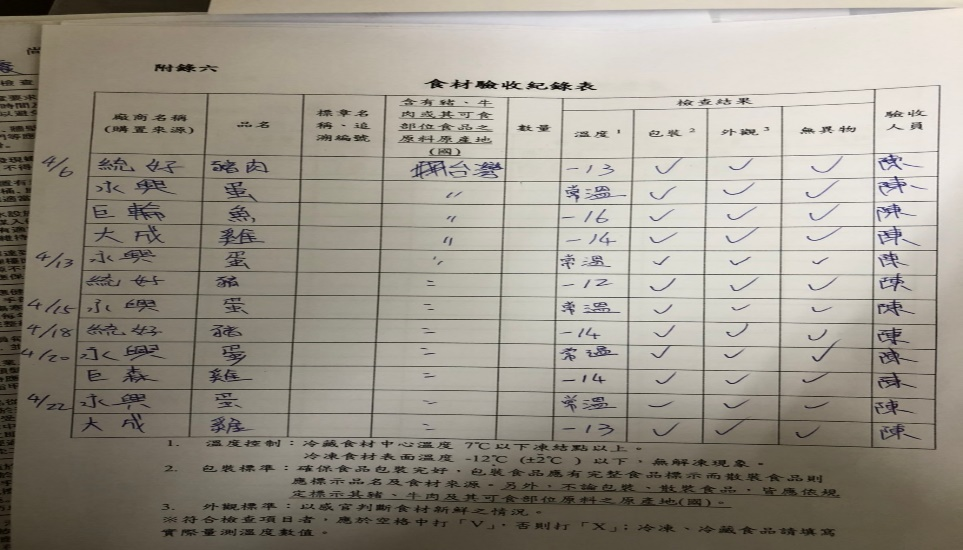 附錄六
食材驗收紀錄表
廠商名稱(購置來源) 品名 標章名稱、追溯編號 含有豬、牛肉或其可食部位食品之原料原產地(國) 數量 檢查結果 驗收人員
溫度1 包裝2 外觀3 無異物
4/6 統好 豬肉 台灣 -13 ✓ ✓ ✓ 陳
永興 蛋 〃 常溫 ✓ ✓ ✓ 陳
巨輪 魚 〃 -16 ✓ ✓ ✓ 陳
大成 雞 〃 -14 ✓ ✓ ✓ 陳
4/13 永興 蛋 〃 常溫 ✓ ✓ ✓ 陳
統好 豬 = -12 ✓ ✓ ✓ 陳
4/15 永興 蛋 = 常溫 ✓ ✓ ✓ 陳
4/18 統好 豬 = -14 ✓ ✓ ✓ 陳
4/20 永興 蛋 = 常溫 ✓ ✓ ✓ 陳
巨森 雞 = -14 ✓ ✓ ✓ 陳
4/22 永興 蛋 = 常溫 ✓ ✓ ✓ 陳
大成 雞 = -13 ✓ ✓ ✓ 陳
1. 溫度控制：冷藏食材中心溫度 7℃以下凍結點以上。
冷凍食材表面溫度 -12℃ (±2℃ ) 以下、無解凍現象。
2. 包裝標準：確保食品包裝完好，包裝食品應有完整食品標示而散裝食品則
應標示品名及食材來源。另外，不論包裝、散裝食品，皆應依規
定標示其豬、牛肉及其可食部位原料之原產地(國)。
3. 外觀標準：以感官判斷食材新鮮之情況。
※符合檢查項目者，應於空格中打「V」，否則打「X」；冷凍、冷藏食品請填寫
實際量測溫度數值。